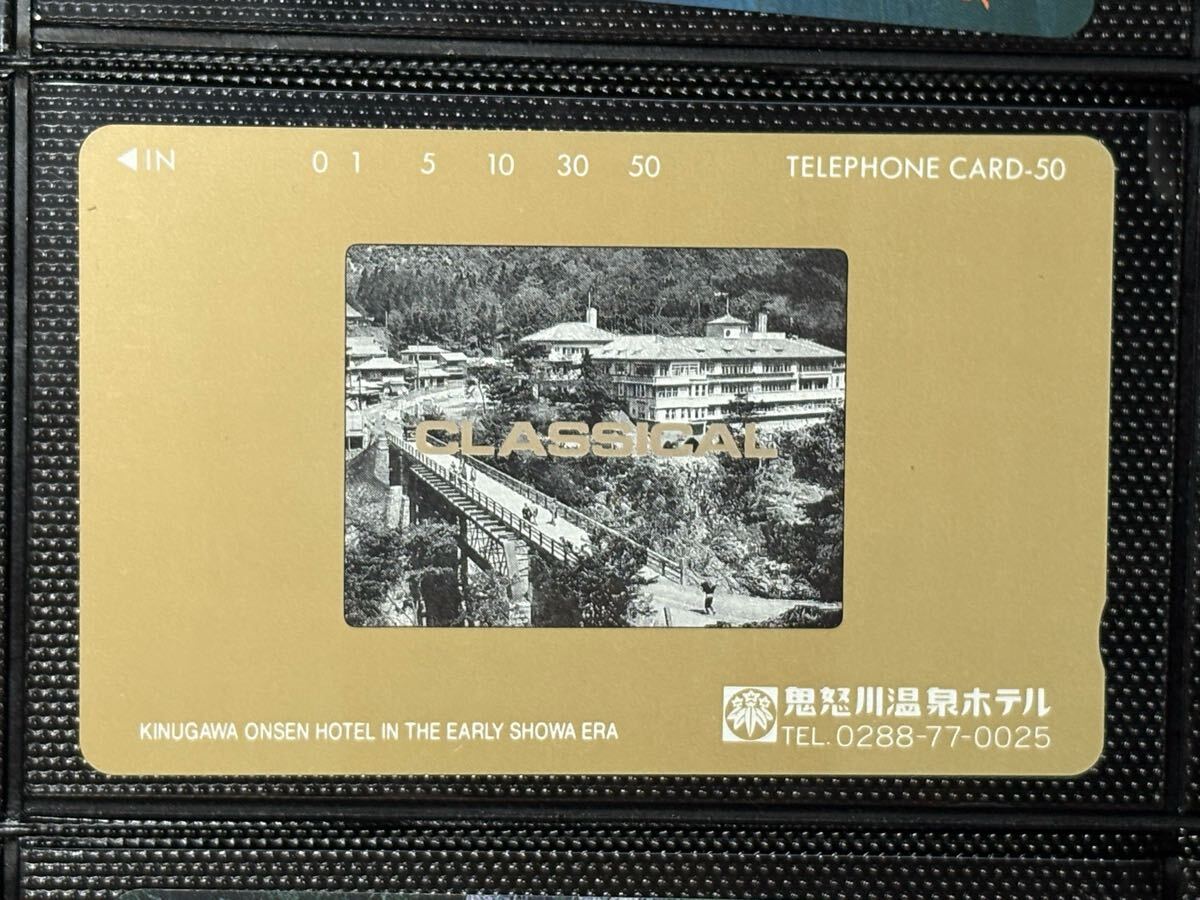 ◀IN 0 1 5 10 30 50 TELEPHONE CARD-50
CLASSICAL
鬼怒川温泉ホテル
KINUGAWA ONSEN HOTEL IN THE EARLY SHOWA ERA
TEL. 0288-77-0025